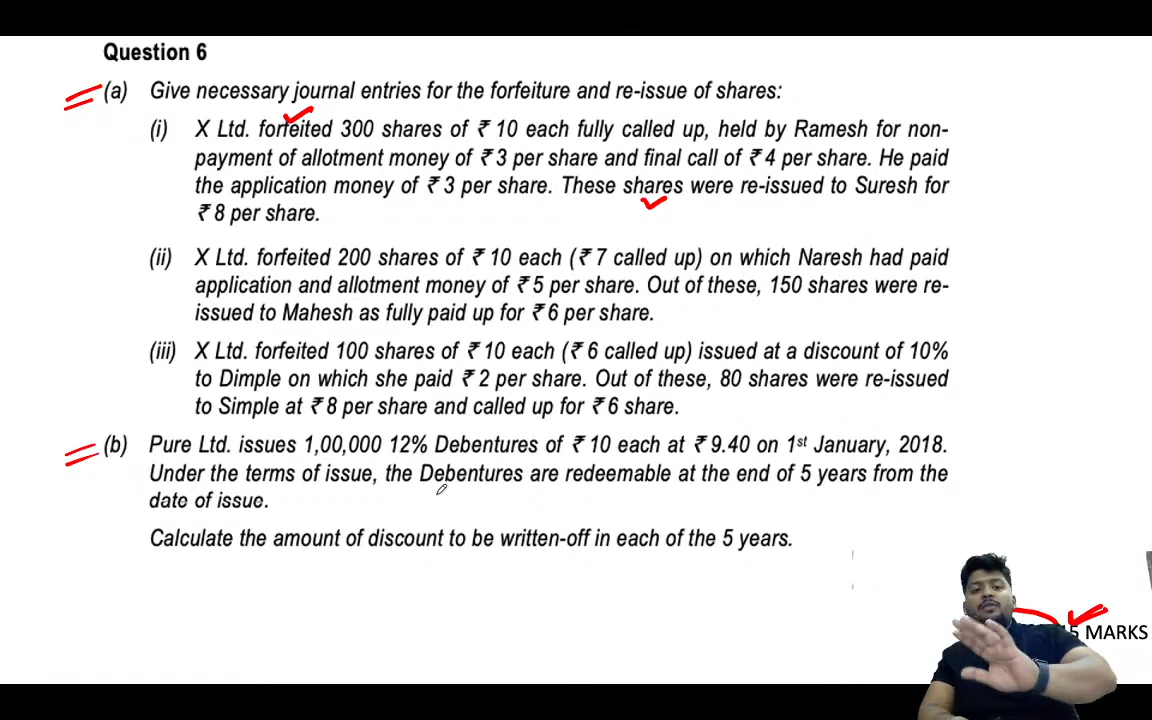 Question 6
(a) Give necessary journal entries for the forfeiture and re-issue of shares:
(i) X Ltd. forfeited 300 shares of ₹ 10 each fully called up, held by Ramesh for non-
payment of allotment money of ₹ 3 per share and final call of ₹ 4 per share. He paid
the application money of ₹ 3 per share. These shares were re-issued to Suresh for
₹ 8 per share.
(ii) X Ltd. forfeited 200 shares of ₹ 10 each (₹ 7 called up) on which Naresh had paid
application and allotment money of ₹ 5 per share. Out of these, 150 shares were re-
issued to Mahesh as fully paid up for ₹ 6 per share.
(iii) X Ltd. forfeited 100 shares of ₹ 10 each (₹ 6 called up) issued at a discount of 10%
to Dimple on which she paid ₹ 2 per share. Out of these, 80 shares were re-issued
to Simple at ₹ 8 per share and called up for ₹ 6 share.
(b) Pure Ltd. issues 1,00,000 12% Debentures of ₹ 10 each at ₹ 9.40 on 1st January, 2018.
Under the terms of issue, the Debentures are redeemable at the end of 5 years from the
date of issue.
Calculate the amount of discount to be written-off in each of the 5 years.
15 MARKS